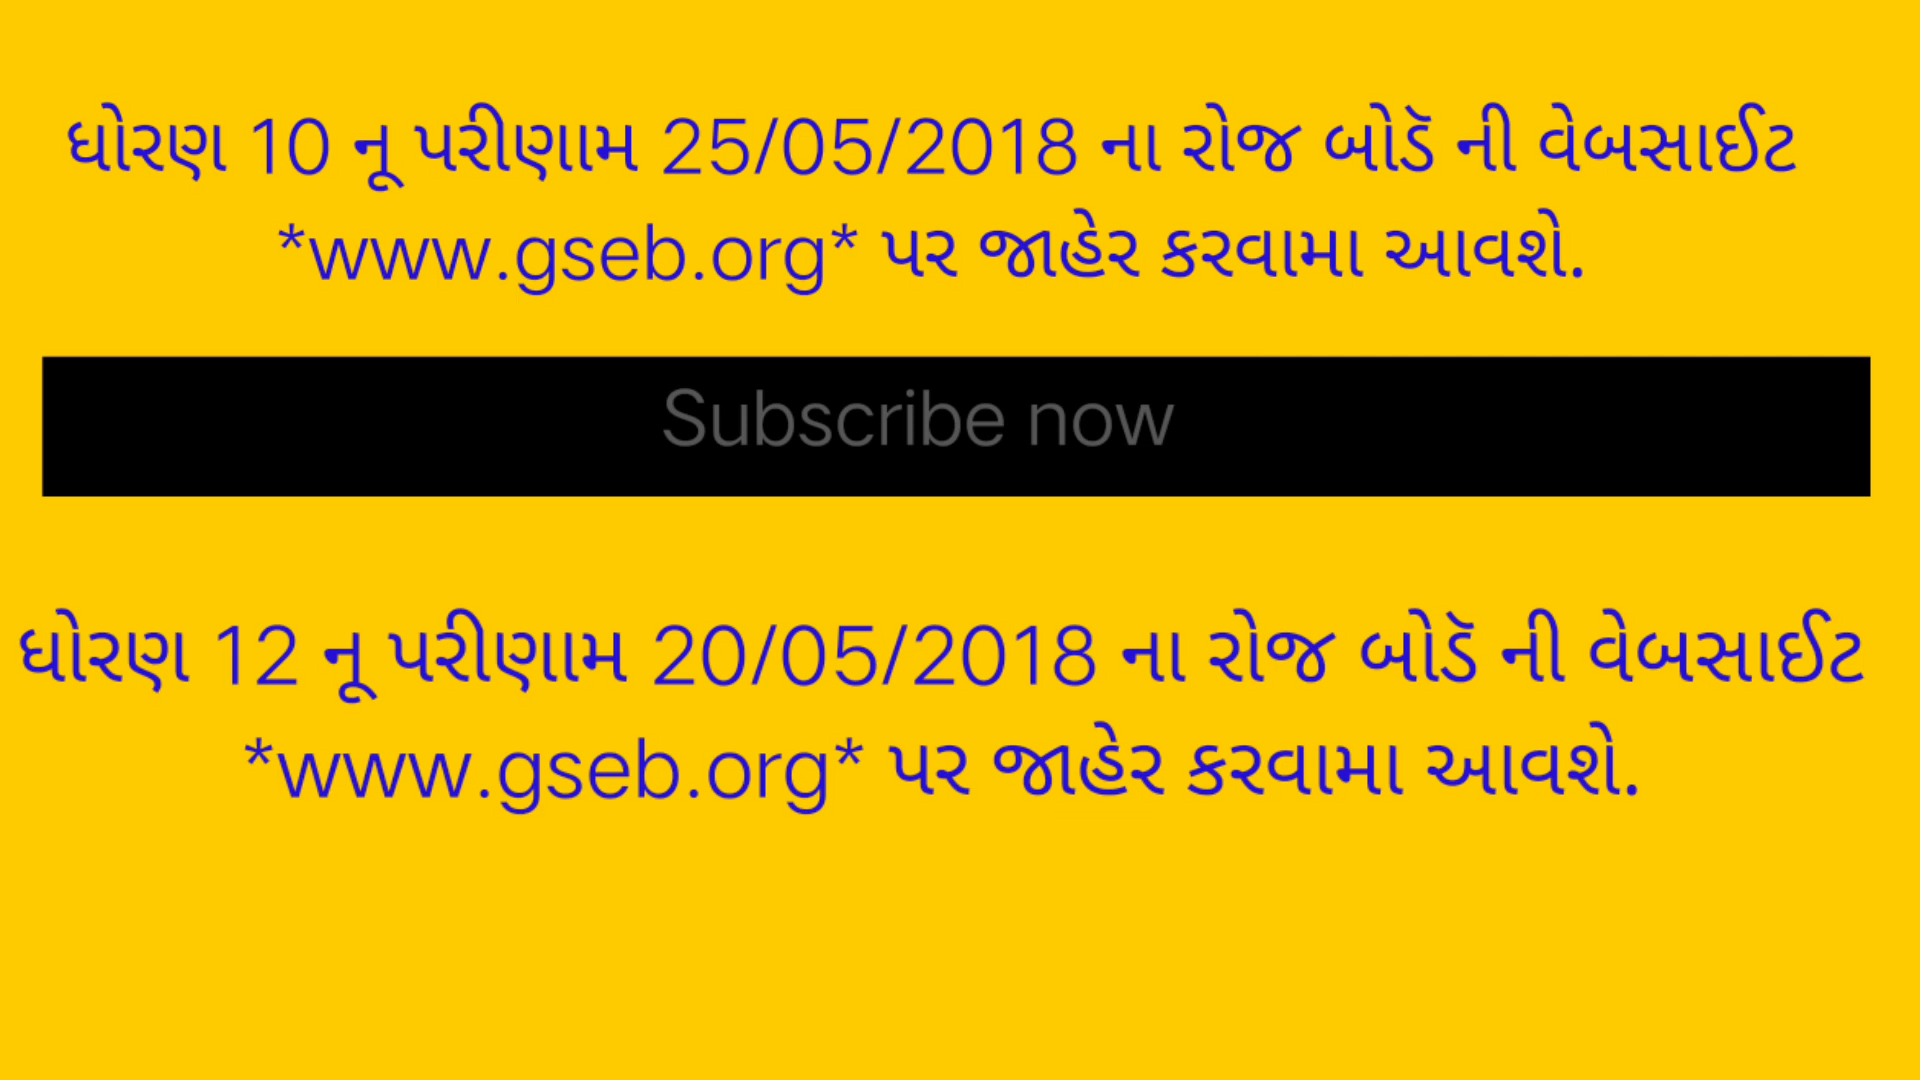 ધોરણ 10 નૂ પરીણામ 25/05/2018 ના રોજ બોડૅ ની વેબસાઈટ
*www.gseb.org* પર જાહેર કરવામા આવશે.
Subscribe now
ધોરણ 12 નૂ પરીણામ 20/05/2018 ના રોજ બોડૅ ની વેબસાઈટ
*www.gseb.org* પર જાહેર કરવામા આવશે.